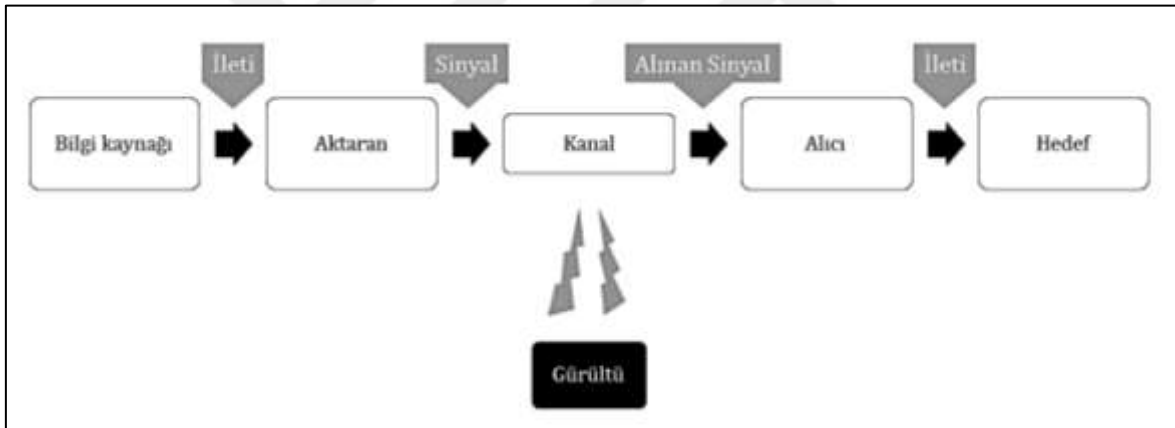 İleti
Sinyal
Alınan Sinyal
İleti
Bilgi kaynağı
Aktaran
Kanal
Alıcı
Hedef
Gürültü